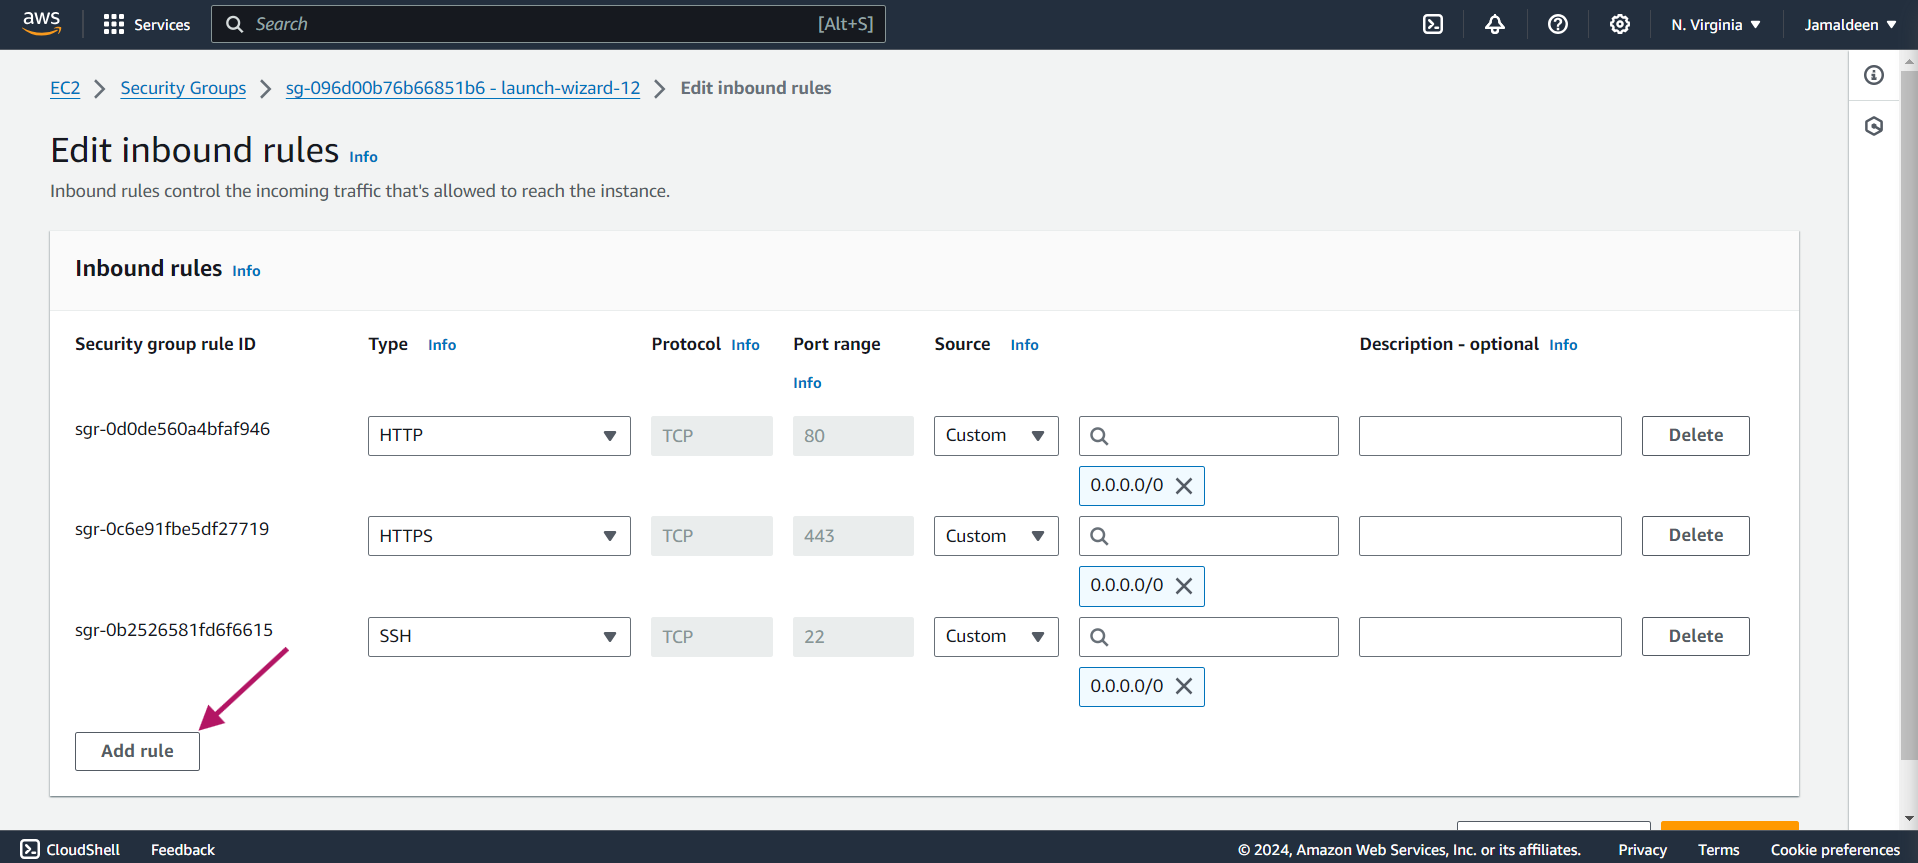 aws
Services
Search
[Alt+S]
N. Virginia
Jamaldeen
EC2
Security Groups
sg-096d00b76b66851b6 - launch-wizard-12
Edit inbound rules
Edit inbound rules Info
Inbound rules control the incoming traffic that's allowed to reach the instance.
Inbound rules Info
Security group rule ID
Type Info
Protocol Info
Port range
Info
Source Info
Description - optional Info
sgr-0d0de560a4bfaf946
HTTP
TCP
80
Custom
Delete
0.0.0.0/0
sgr-0c6e91fbe5df27719
HTTPS
TCP
443
Custom
Delete
0.0.0.0/0
sgr-0b2526581fd6f6615
SSH
TCP
22
Custom
Delete
0.0.0.0/0
Add rule
CloudShell
Feedback
© 2024, Amazon Web Services, Inc. or its affiliates.
Privacy
Terms
Cookie preferences